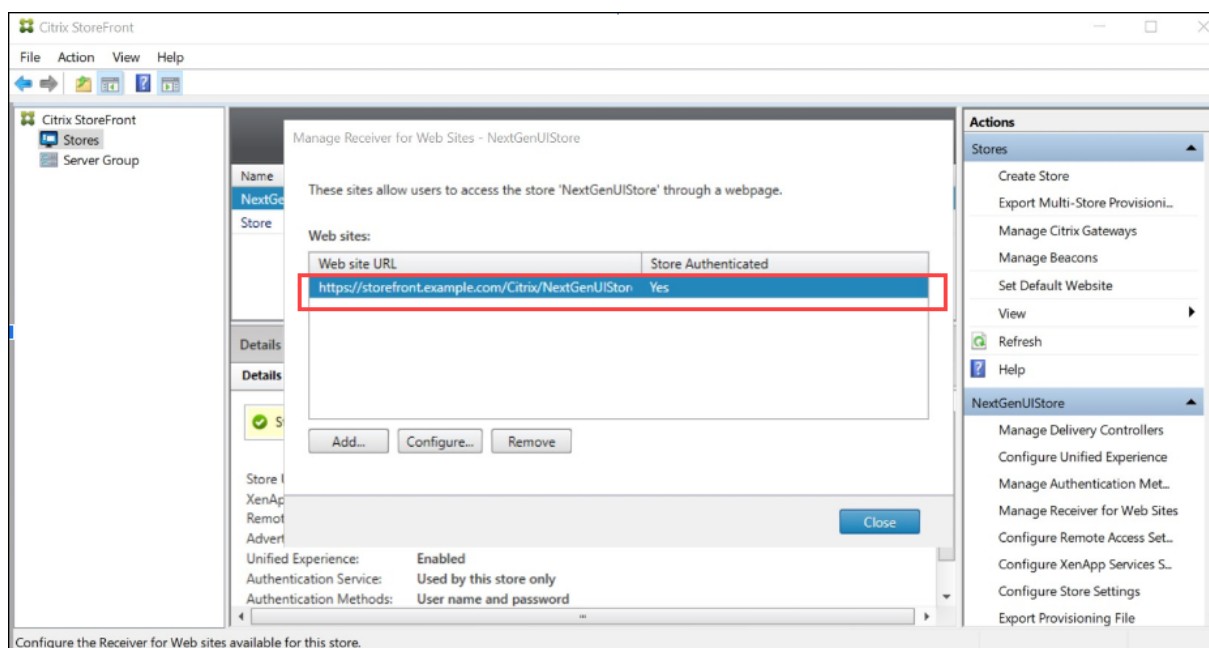 Citrix StoreFront
File Action View Help
Citrix StoreFront
Stores
Server Group
Name
NextGe
Store
Details
Details
S
Store U
XenAp
Remot
Advert
Unified Experience: Enabled
Authentication Service: Used by this store only
Authentication Methods: User name and password
Manage Receiver for Web Sites - NextGenUIStore
These sites allow users to access the store 'NextGenUIStore' through a webpage.
Web sites:
Web site URL Store Authenticated
https://storefront.example.com/Citrix/NextGenUIStor Yes
Add... Configure... Remove
Close
Actions
Stores
Create Store
Export Multi-Store Provisioni...
Manage Citrix Gateways
Manage Beacons
Set Default Website
View
Refresh
Help
NextGenUIStore
Manage Delivery Controllers
Configure Unified Experience
Manage Authentication Met...
Manage Receiver for Web Sites
Configure Remote Access Set...
Configure XenApp Services S...
Configure Store Settings
Export Provisioning File
Configure the Receiver for Web sites available for this store.